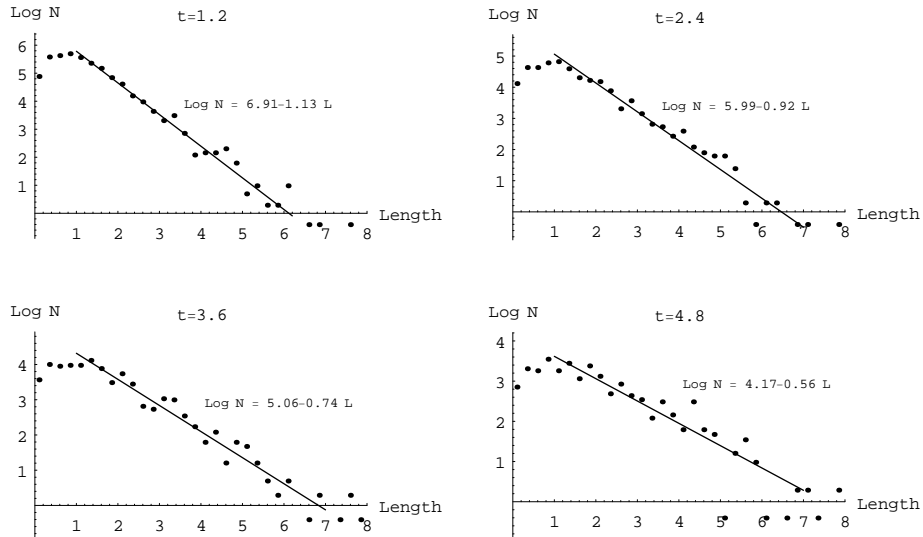 Log N
t=1.2
6
5
4
3
2
1
Log N = 6.91-1.13 L
Length
1 2 3 4 5 6 7 8
Log N
t=2.4
5
4
3
2
1
Log N = 5.99-0.92 L
Length
1 2 3 4 5 6 7 8
Log N
t=3.6
4
3
2
1
Log N = 5.06-0.74 L
Length
1 2 3 4 5 6 7 8
Log N
t=4.8
4
3
2
1
Log N = 4.17-0.56 L
Length
1 2 3 4 5 6 7 8